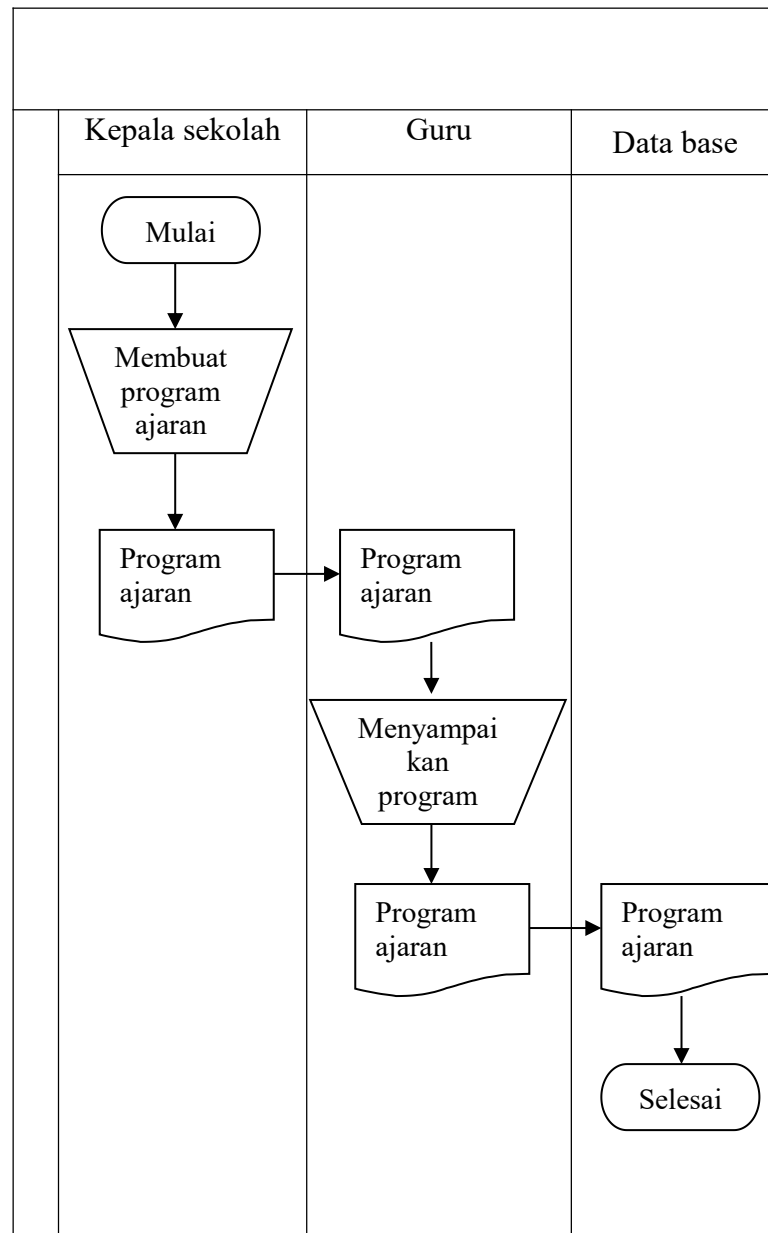 Kepala sekolah
Guru
Data base
Mulai
Membuat
program
ajaran
Program
ajaran
Program
ajaran
Menyampai
kan
program
Program
ajaran
Program
ajaran
Selesai